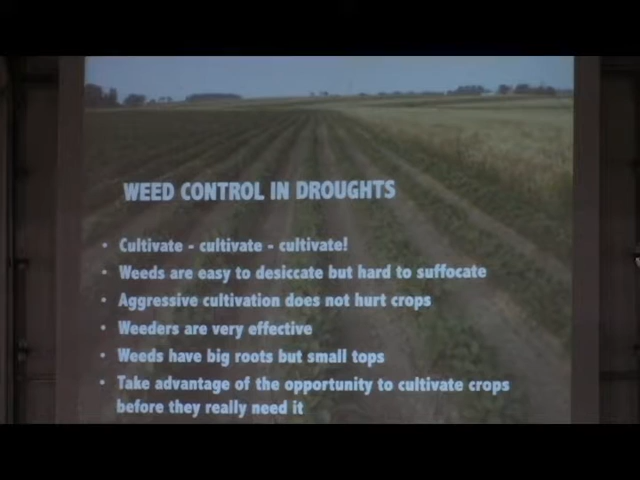 WEED CONTROL IN DROUGHTS
• Cultivate - cultivate - cultivate!
• Weeds are easy to desiccate but hard to suffocate
• Aggressive cultivation does not hurt crops
• Weeders are very effective
• Weeds have big roots but small tops
• Take advantage of the opportunity to cultivate crops
before they really need it